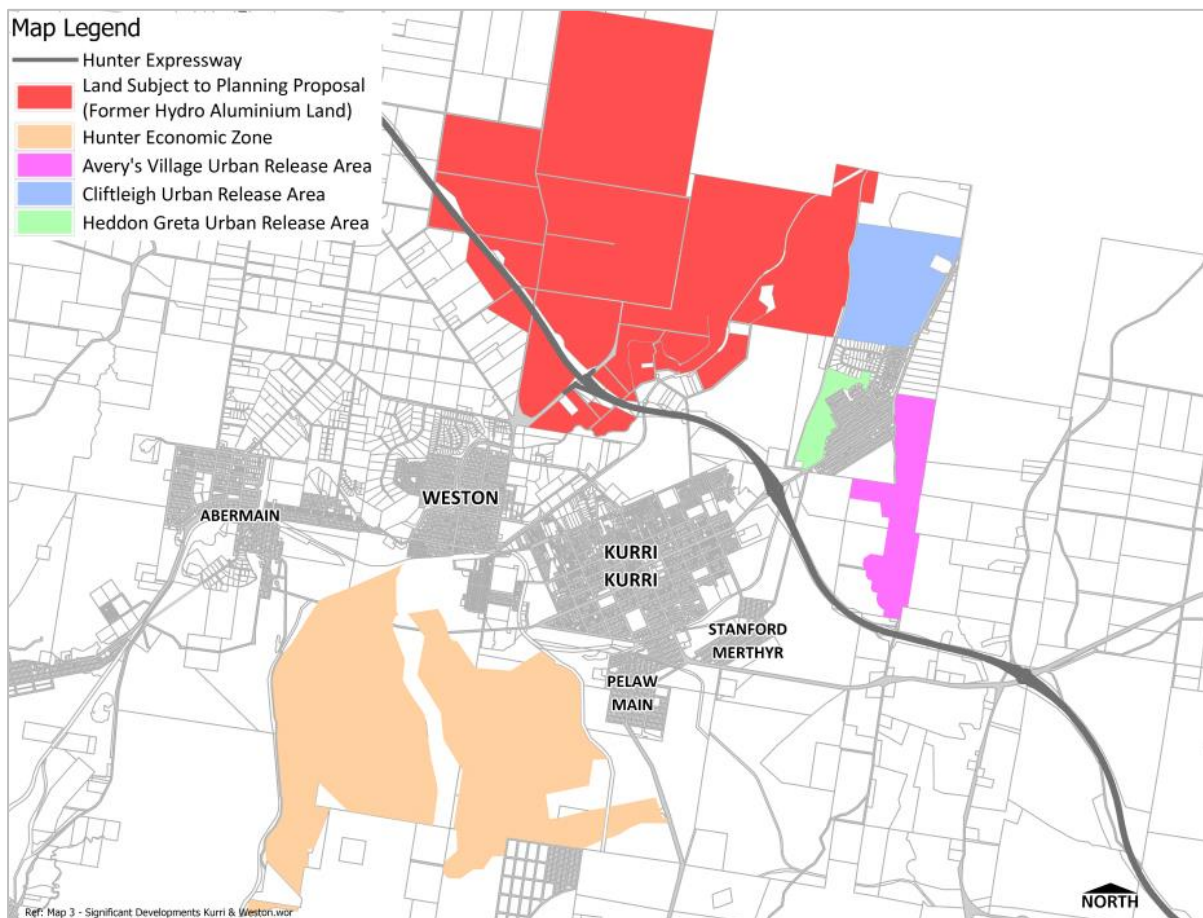 Map Legend
Hunter Expressway
Land Subject to Planning Proposal
(Former Hydro Aluminium Land)
Hunter Economic Zone
Avery's Village Urban Release Area
Cliftleigh Urban Release Area
Heddon Greta Urban Release Area
WESTON
ABERMAIN
KURRI
KURRI
STANFORD
MERTHYR
PELAW
MAIN
NORTH
Ref: Map 3 - Significant Developments Kurri & Weston.wor